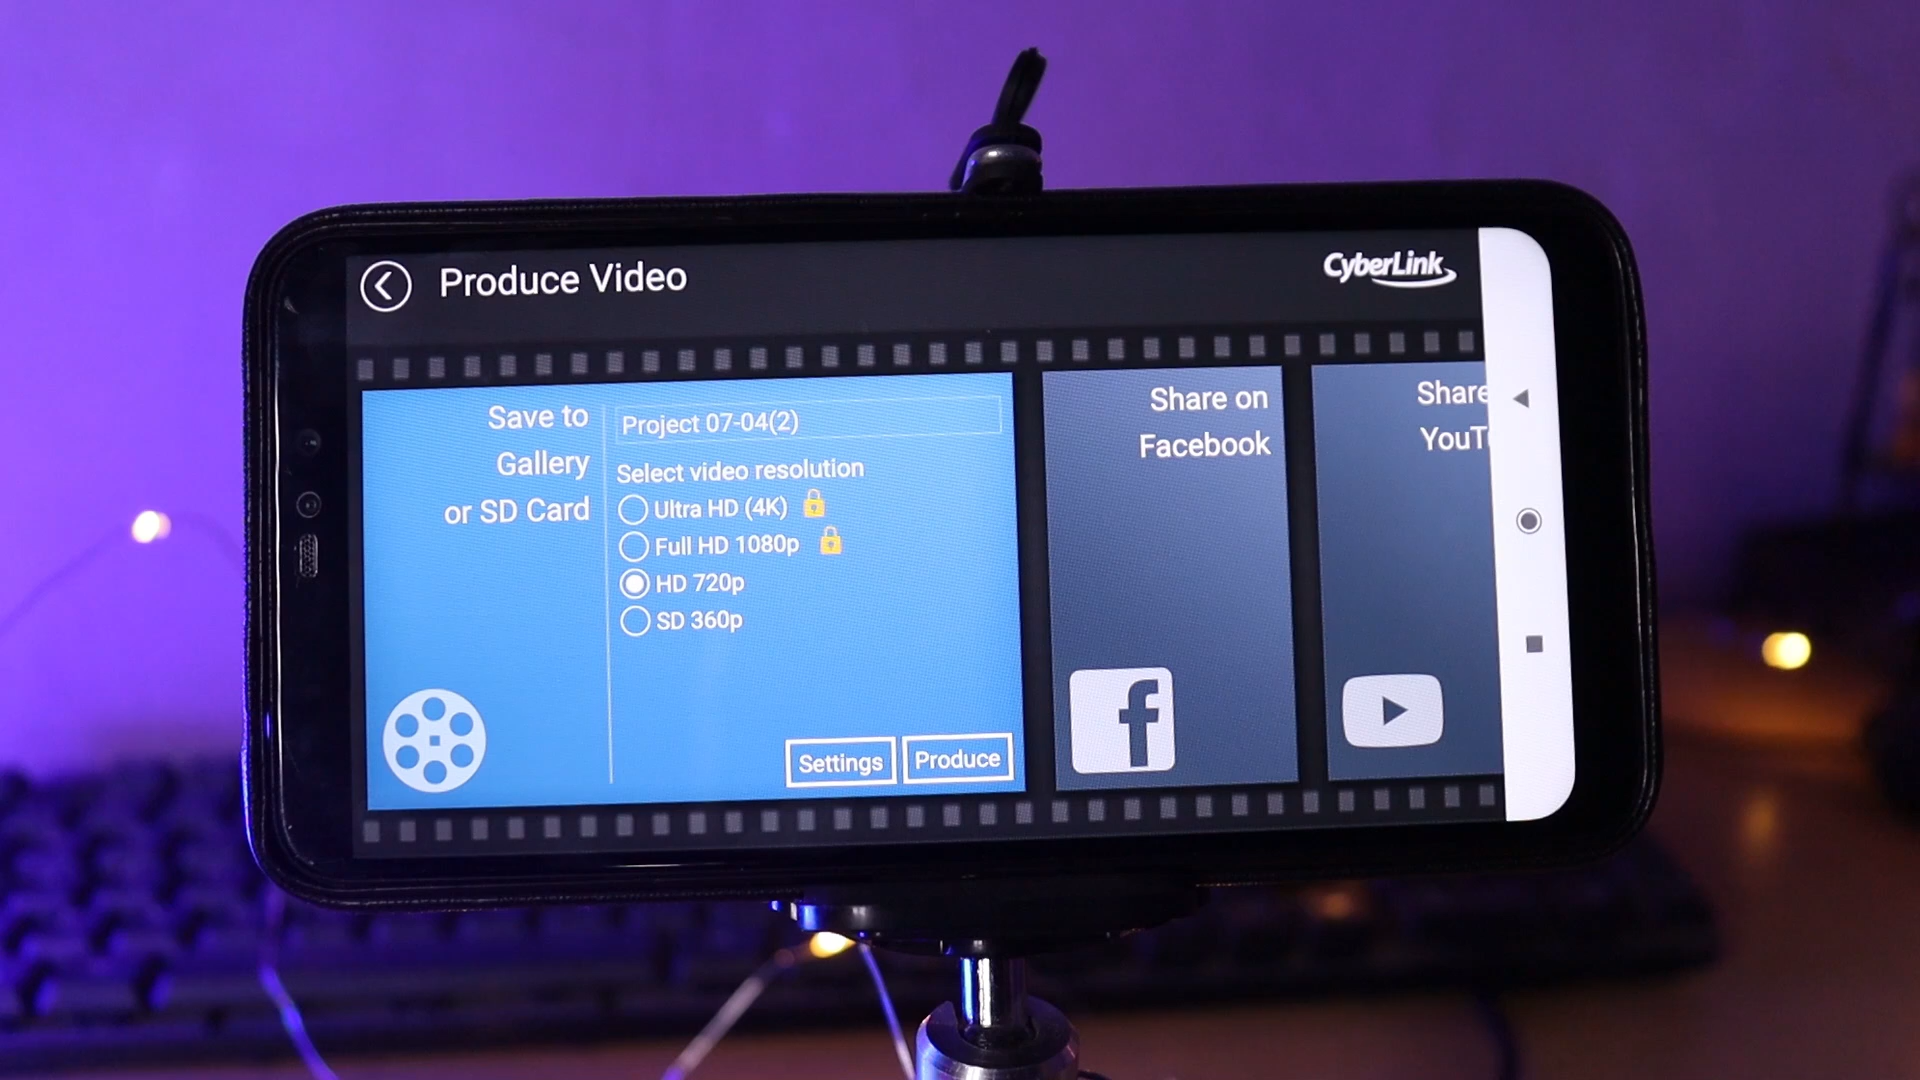 Produce Video
CyberLink
Save to
Gallery
or SD Card
Project 07-04(2)
Select video resolution
Ultra HD (4K)
Full HD 1080p
HD 720p
SD 360p
Settings
Produce
Share on
Facebook
Share
YouT